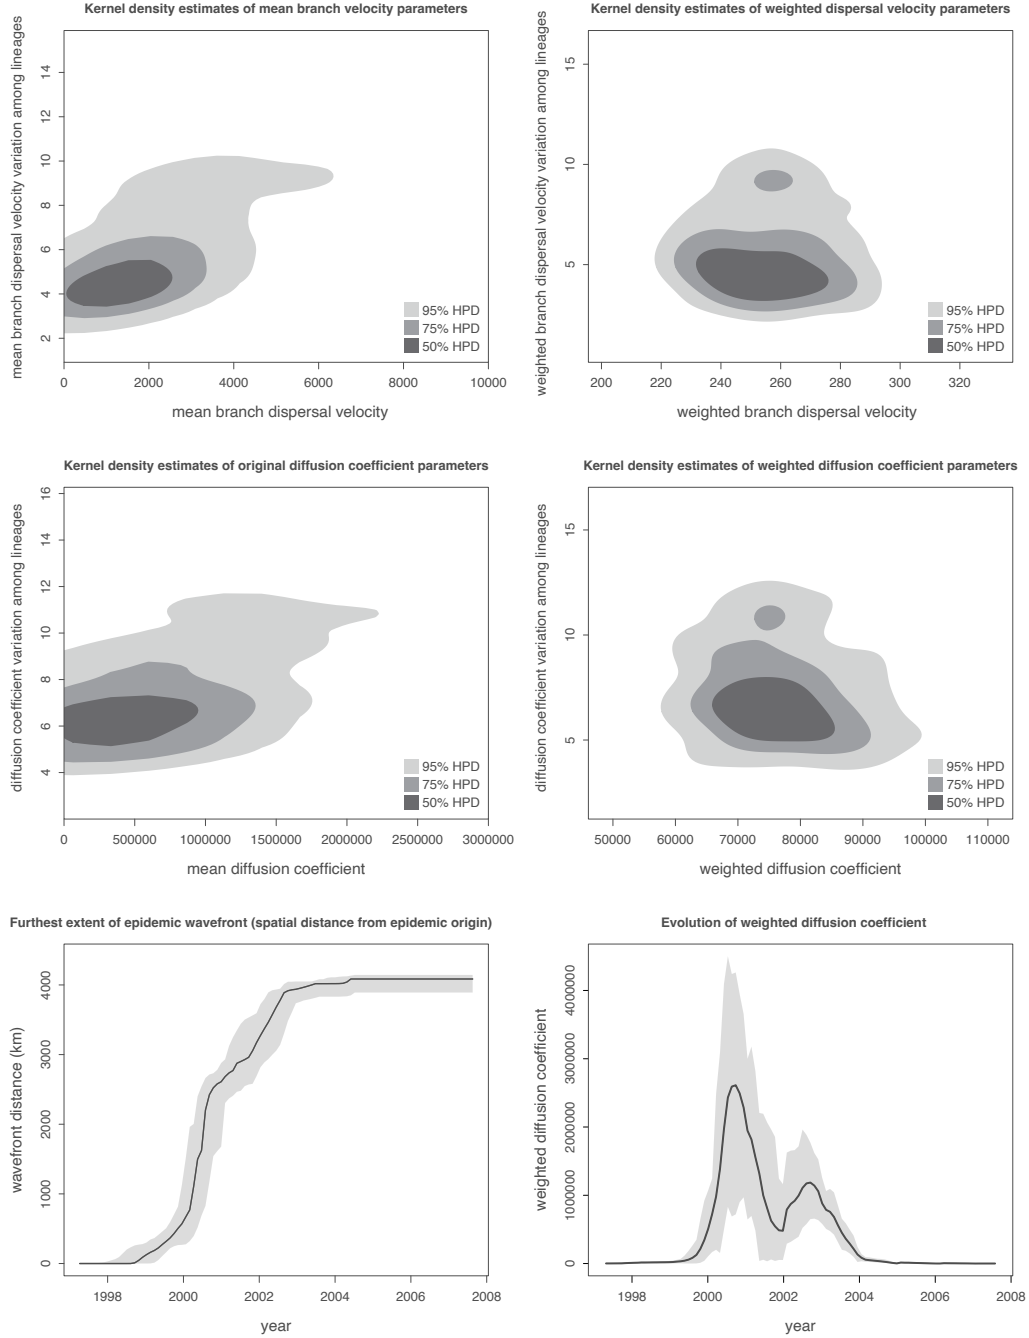 Kernel density estimates of mean branch velocity parameters
mean branch dispersal velocity variation among lineages
14
12
10
8
6
4
2
95% HPD
75% HPD
50% HPD
0 2000 4000 6000 8000 10000
mean branch dispersal velocity
Kernel density estimates of weighted dispersal velocity parameters
weighted branch dispersal velocity variation among lineages
15
10
5
95% HPD
75% HPD
50% HPD
200 220 240 260 280 300 320
weighted branch dispersal velocity
Kernel density estimates of original diffusion coefficient parameters
diffusion coefficient variation among lineages
16
14
12
10
8
6
4
95% HPD
75% HPD
50% HPD
0 500000 1000000 1500000 2000000 2500000 3000000
mean diffusion coefficient
Kernel density estimates of weighted diffusion coefficient parameters
diffusion coefficient variation among lineages
15
10
5
95% HPD
75% HPD
50% HPD
50000 60000 70000 80000 90000 100000 110000
weighted diffusion coefficient
Furthest extent of epidemic wavefront (spatial distance from epidemic origin)
wavefront distance (km)
4000
3000
2000
1000
0
1998 2000 2002 2004 2006 2008
year
Evolution of weighted diffusion coefficient
weighted diffusion coefficient
4000000
3000000
2000000
1000000
0
1998 2000 2002 2004 2006 2008
year